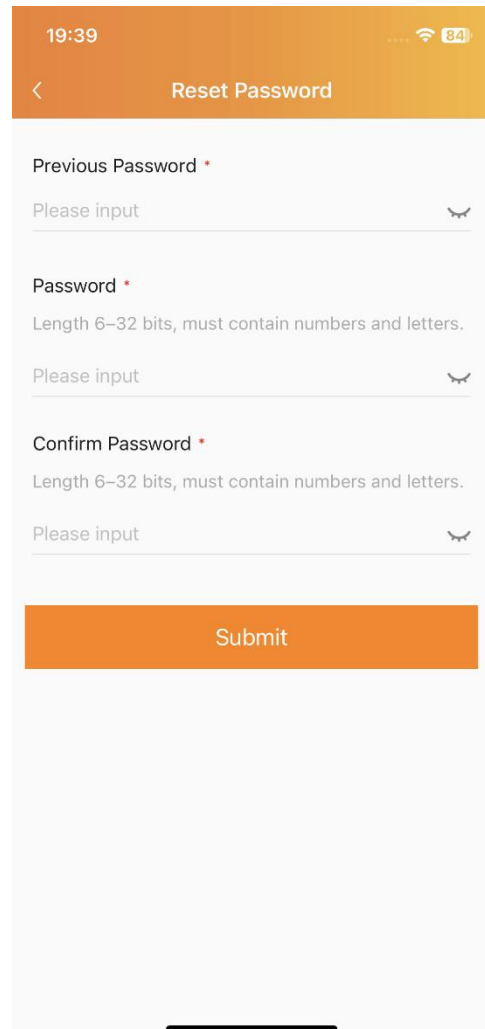 19:39
84
Reset Password
Previous Password *
Please input
Password *
Length 6–32 bits, must contain numbers and letters.
Please input
Confirm Password *
Length 6–32 bits, must contain numbers and letters.
Please input
Submit